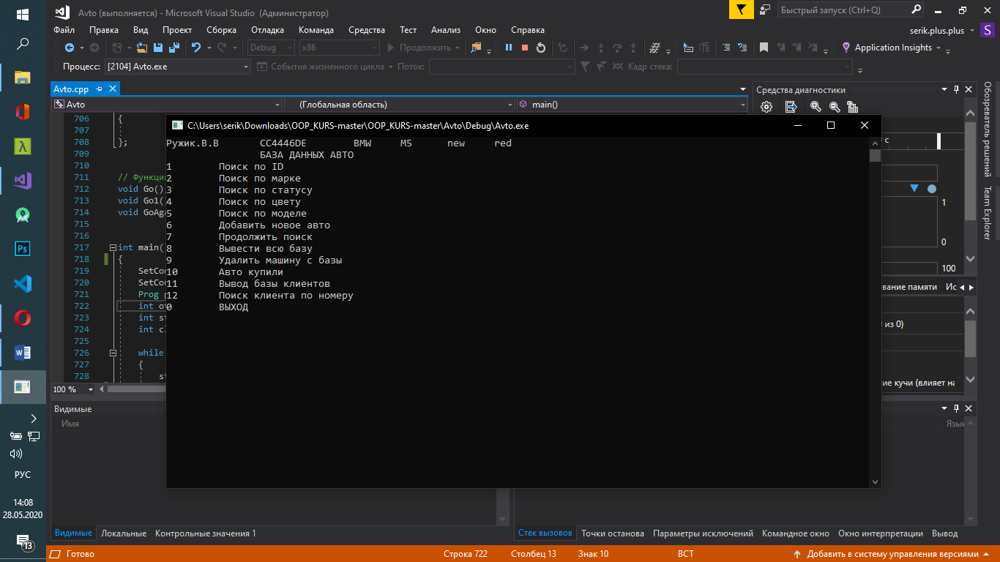 Avto (выполняется) - Microsoft Visual Studio (Администратор)
Быстрый запуск (Ctrl+Q)
Файл Правка Вид Проект Сборка Отладка Команда Средства Тест Анализ Окно Справка
serik.plus.plus S
Debug x86 Продолжить Application Insights
Процесс: [2104] Avto.exe События жизненного цикла Поток: Кадр стека:
Avto.cpp
Avto (Глобальная область) main()
Средства диагностики
Обозреватель решений
Team Explorer
706 {
707
708 };
709
710
711 // Функци
712 void Go()
713 void Go1(
714 void GoAg
715
716
717 int main(
718 {
719 SetCon
720 SetCon
721 Prog p
722 int o
723 int s
724 int c
725
726 while
727 {
728 s
100 %
C:\Users\serik\Downloads\OOP_KURS-master\OOP_KURS-master\Avto\Debug\Avto.exe
Ружик.В.В CC4446DE BMW M5 new red
БАЗА ДАННЫХ АВТО
1 Поиск по ID
2 Поиск по марке
3 Поиск по статусу
4 Поиск по цвету
5 Поиск по моделе
6 Добавить новое авто
7 Продолжить поиск
8 Вывести всю базу
9 Удалить машину с базы
10 Авто купили
11 Вывод базы клиентов
12 Поиск клиента по номеру
0 ВЫХОД
с
1
0
100
ование памяти Ис
0 из 0)
ие кучи (влияет на
Видимые
Имя
Язык
Видимые Локальные Контрольные значения 1
Стек вызовов Точки останова Параметры исключений Командное окно Окно интерпретации Вывод
Готово Строка 722 Столбец 13 Знак 10 ВСТ Добавить в систему управления версиями
Ps
W
РУС
14:08
28.05.2020
13